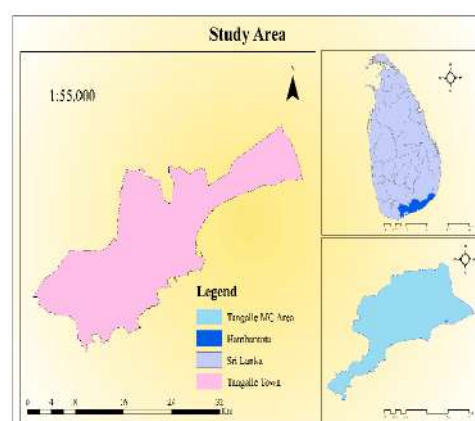 Study Area
1:55,000
Legend
Tangalle MC Area
Hambantota
Sri Lanka
Tangalle Town
0 4 8 16 24 32
Km